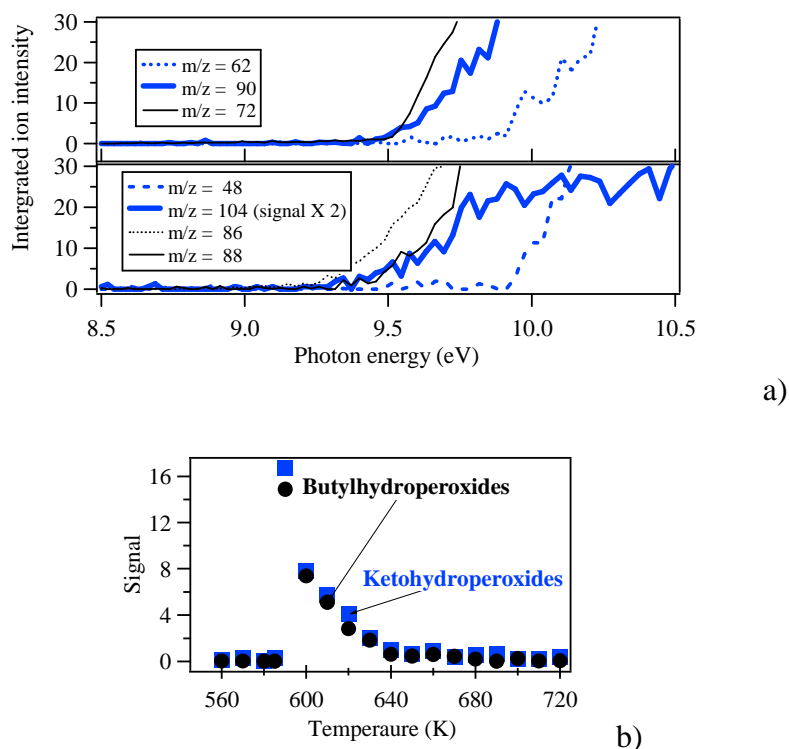 Intergrated ion intensity
30
20
10
0
m/z = 62
m/z = 90
m/z = 72
30
20
10
0
m/z = 48
m/z = 104 (signal X 2)
m/z = 86
m/z = 88
8.5 9.0 9.5 10.0 10.5
Photon energy (eV)
a)
Signal
16
12
8
4
0
Butylhydroperoxides
Ketohydroperoxides
560 600 640 680 720
Temperaure (K)
b)